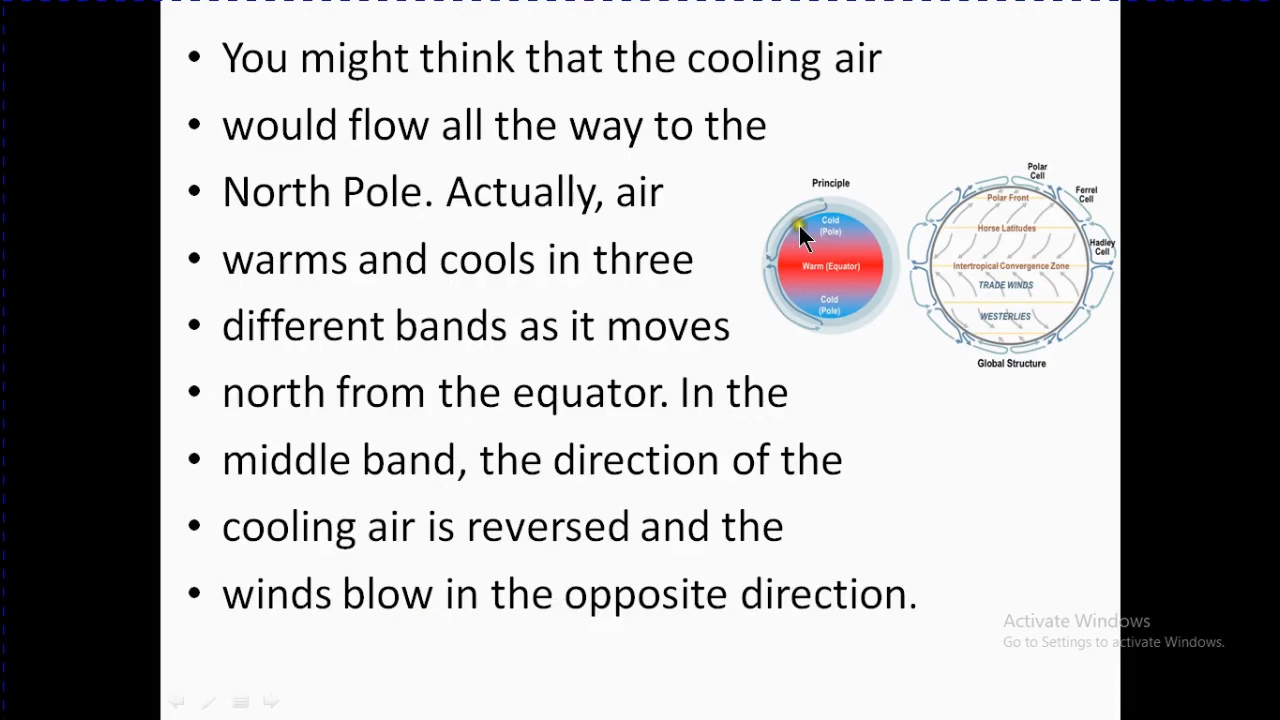 • You might think that the cooling air
• would flow all the way to the
• North Pole. Actually, air
• warms and cools in three
• different bands as it moves
• north from the equator. In the
• middle band, the direction of the
• cooling air is reversed and the
• winds blow in the opposite direction.
Principle
Cold
(Pole)
Warm (Equator)
Cold
(Pole)
Polar
Cell
Ferrel
Cell
Polar Front
Horse Latitudes
Hadley
Cell
Intertropical Convergence Zone
TRADE WINDS
WESTERLIES
Global Structure
Activate Windows
Go to Settings to activate Windows.